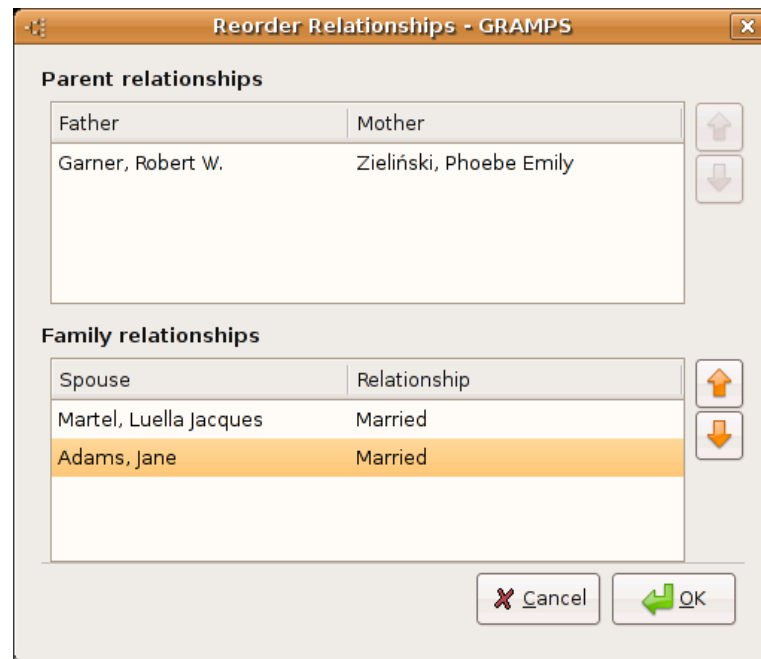 Reorder Relationships - GRAMPS
Parent relationships
Father Mother
Garner, Robert W. Zieliński, Phoebe Emily
Family relationships
Spouse Relationship
Martel, Luella Jacques Married
Adams, Jane Married
Cancel OK